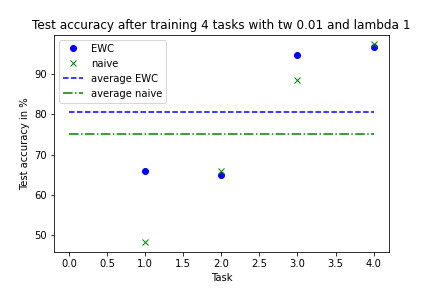 Test accuracy after training 4 tasks with tw 0.01 and lambda 1
EWC
naive
average EWC
average naive
Test accuracy in %
90
80
70
60
50
0.0 0.5 1.0 1.5 2.0 2.5 3.0 3.5 4.0
Task